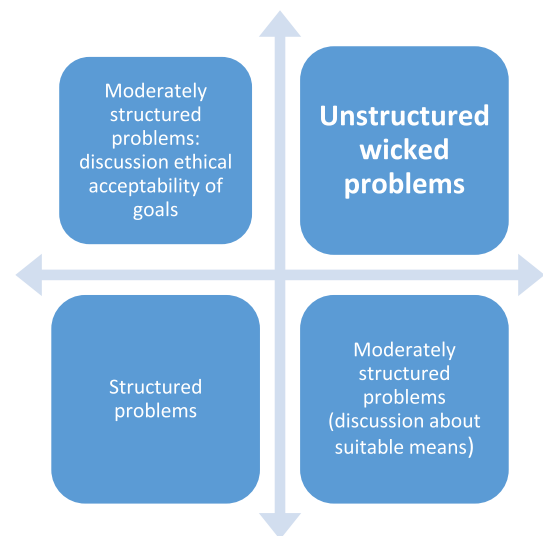 Moderately
structured
problems:
discussion ethical
acceptability of
goals
Unstructured
wicked
problems
Structured
problems
Moderately
structured
problems
(discussion about
suitable means)